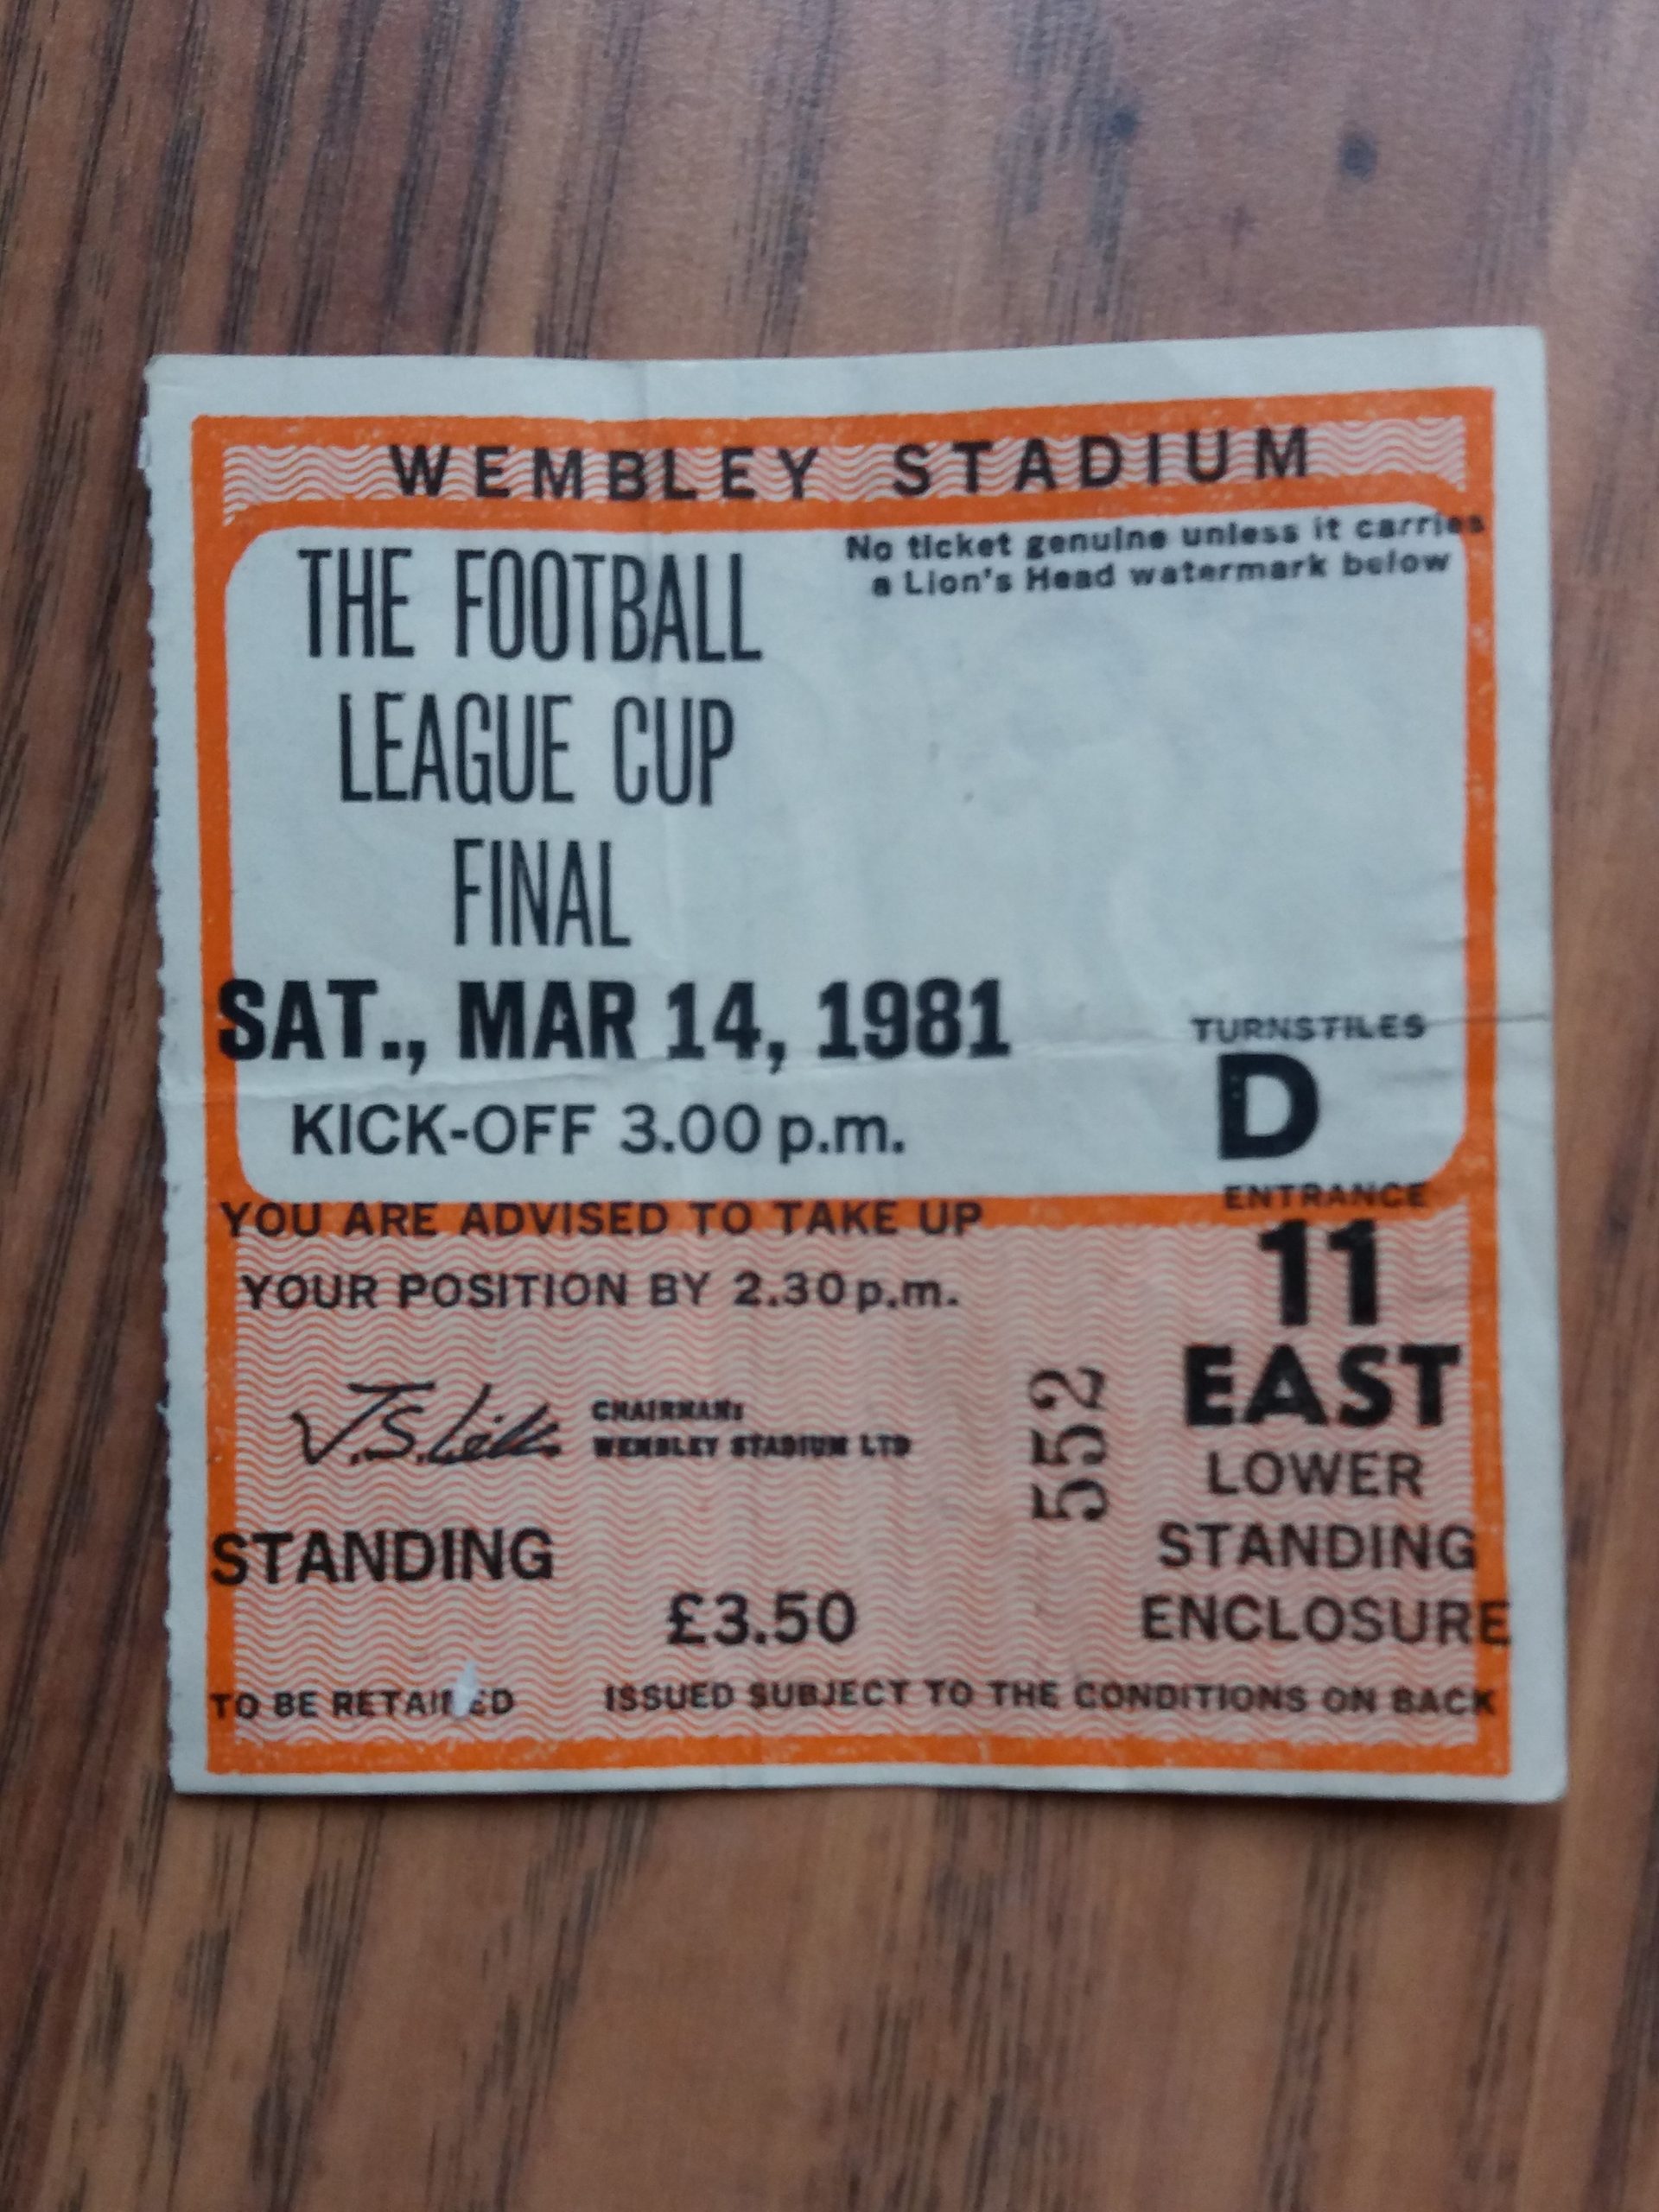 WEMBLEY STADIUM
No ticket genuine unless it carries
a Lion's Head watermark below
THE FOOTBALL
LEAGUE CUP
FINAL
SAT., MAR 14, 1981
KICK-OFF 3.00 p.m.
TURNSTILES
D
ENTRANCE
11
EAST
LOWER
STANDING
ENCLOSURE
YOU ARE ADVISED TO TAKE UP
YOUR POSITION BY 2.30 p.m.
CHAIRMAN:
WEMBLEY STADIUM LTD
552
STANDING
£3.50
TO BE RETAINED
ISSUED SUBJECT TO THE CONDITIONS ON BACK